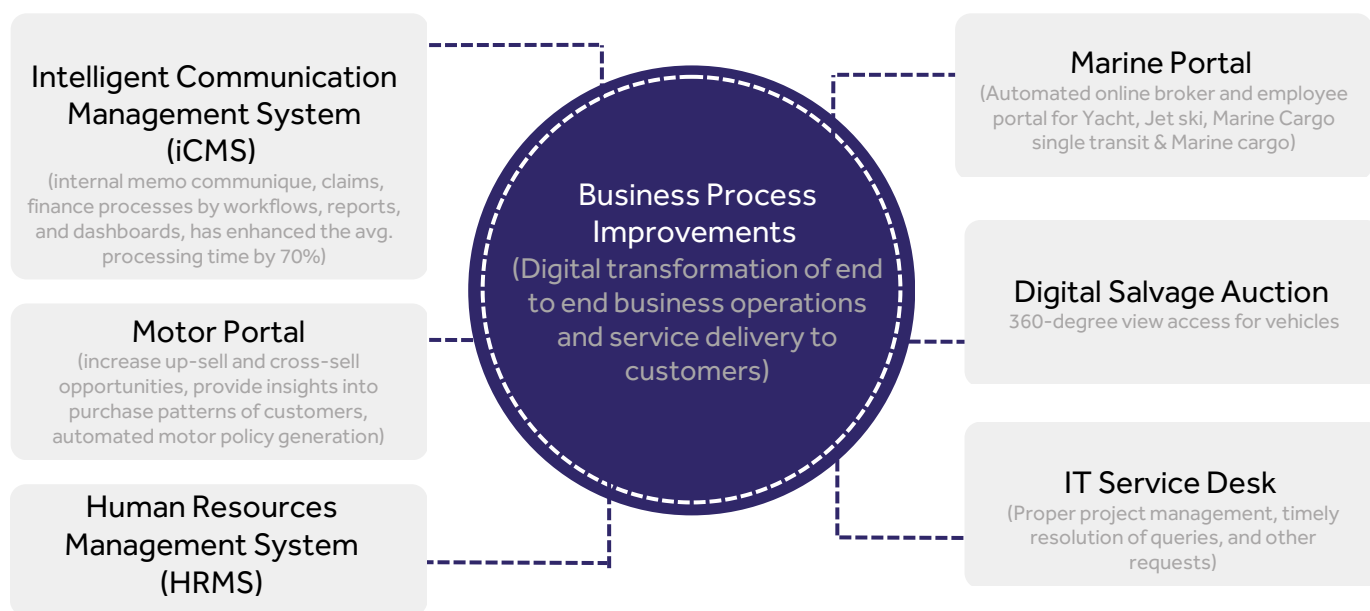 Intelligent Communication
Management System
(iCMS)
(internal memo communique, claims,
finance processes by workflows, reports,
and dashboards, has enhanced the avg.
processing time by 70%)
Motor Portal
(increase up-sell and cross-sell
opportunities, provide insights into
purchase patterns of customers,
automated motor policy generation)
Human Resources
Management System
(HRMS)
Business Process
Improvements
(Digital transformation of end
to end business operations
and service delivery to
customers)
Marine Portal
(Automated online broker and employee
portal for Yacht, Jet ski, Marine Cargo
single transit & Marine cargo)
Digital Salvage Auction
360-degree view access for vehicles
IT Service Desk
(Proper project management, timely
resolution of queries, and other
requests)